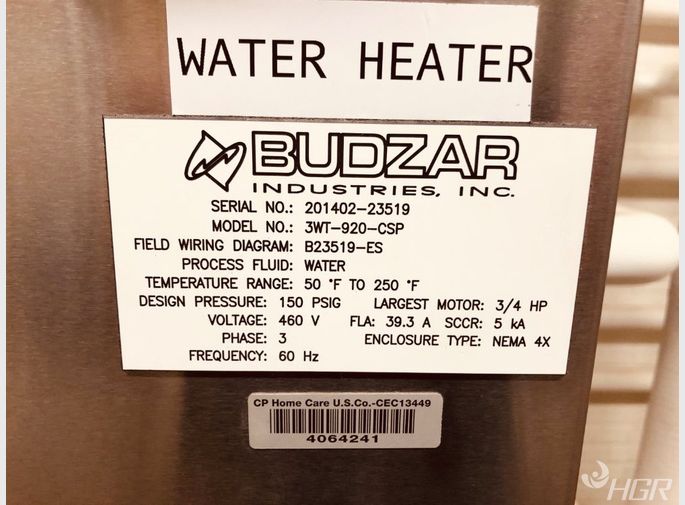 WATER HEATER
BUDZAR
INDUSTRIES, INC.
SERIAL NO.: 201402-23519
MODEL NO.: 3WT-920-CSP
FIELD WIRING DIAGRAM: B23519-ES
PROCESS FLUID: WATER
TEMPERATURE RANGE: 50 °F TO 250 °F
DESIGN PRESSURE: 150 PSIG LARGEST MOTOR: 3/4 HP
VOLTAGE: 460 V FLA: 39.3 A SCCR: 5 kA
PHASE: 3 ENCLOSURE TYPE: NEMA 4X
FREQUENCY: 60 Hz
CP Home Care U.S.Co.-CEC13449
4064241
HGR